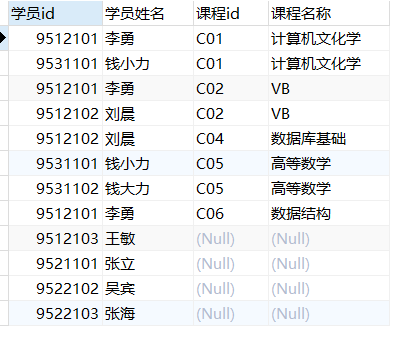 学员id 学员姓名 课程id 课程名称
9512101 李勇 C01 计算机文化学
9531101 钱小力 C01 计算机文化学
9512101 李勇 C02 VB
9512102 刘晨 C02 VB
9512102 刘晨 C04 数据库基础
9531101 钱小力 C05 高等数学
9531102 钱大力 C05 高等数学
9512101 李勇 C06 数据结构
9512103 王敏 (Null) (Null)
9521101 张立 (Null) (Null)
9522102 吴宾 (Null) (Null)
9522103 张海 (Null) (Null)